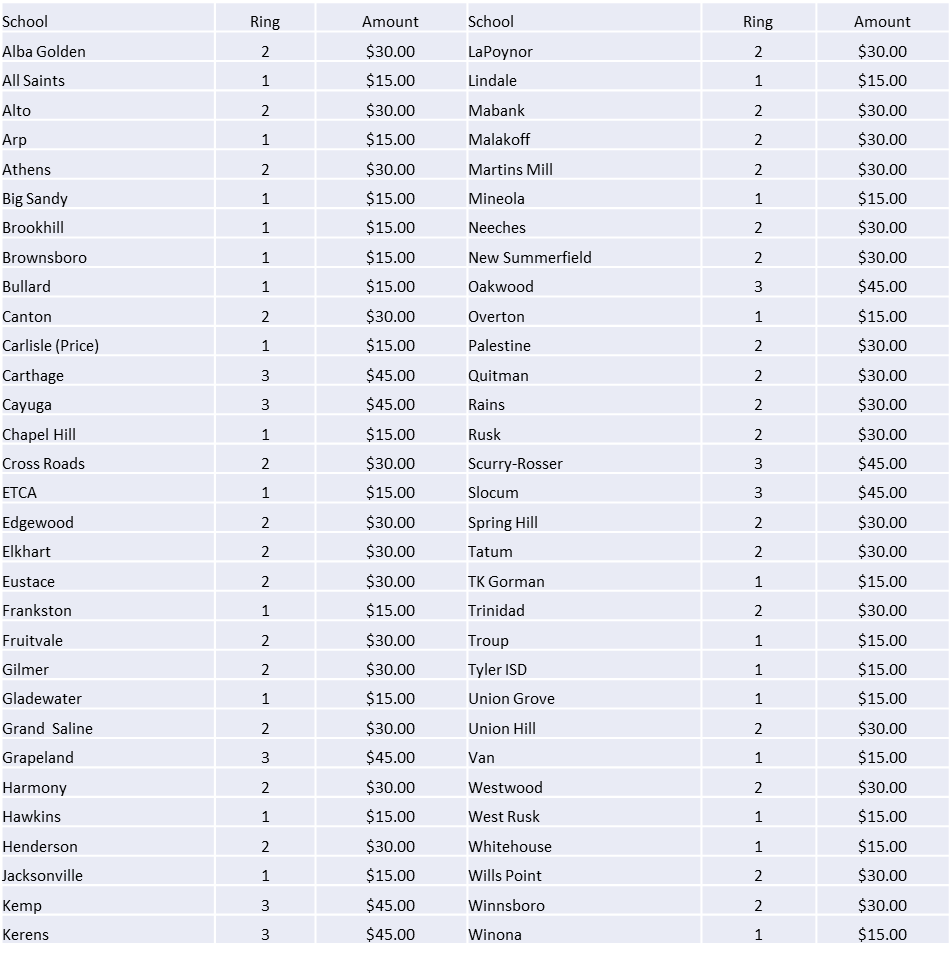 School Ring Amount School Ring Amount
Alba Golden 2 $30.00 LaPoynor 2 $30.00
All Saints 1 $15.00 Lindale 1 $15.00
Alto 2 $30.00 Mabank 2 $30.00
Arp 1 $15.00 Malakoff 2 $30.00
Athens 2 $30.00 Martins Mill 2 $30.00
Big Sandy 1 $15.00 Mineola 1 $15.00
Brookhill 1 $15.00 Neeches 2 $30.00
Brownsboro 1 $15.00 New Summerfield 2 $30.00
Bullard 1 $15.00 Oakwood 3 $45.00
Canton 2 $30.00 Overton 1 $15.00
Carlisle (Price) 1 $15.00 Palestine 2 $30.00
Carthage 3 $45.00 Quitman 2 $30.00
Cayuga 3 $45.00 Rains 2 $30.00
Chapel Hill 1 $15.00 Rusk 2 $30.00
Cross Roads 2 $30.00 Scurry-Rosser 3 $45.00
ETCA 1 $15.00 Slocum 3 $45.00
Edgewood 2 $30.00 Spring Hill 2 $30.00
Elkhart 2 $30.00 Tatum 2 $30.00
Eustace 2 $30.00 TK Gorman 1 $15.00
Frankston 1 $15.00 Trinidad 2 $30.00
Fruitvale 2 $30.00 Troup 1 $15.00
Gilmer 2 $30.00 Tyler ISD 1 $15.00
Gladewater 1 $15.00 Union Grove 1 $15.00
Grand  Saline 2 $30.00 Union Hill 2 $30.00
Grapeland 3 $45.00 Van 1 $15.00
Harmony 2 $30.00 Westwood 2 $30.00
Hawkins 1 $15.00 West Rusk 1 $15.00
Henderson 2 $30.00 Whitehouse 1 $15.00
Jacksonville 1 $15.00 Wills Point 2 $30.00
Kemp 3 $45.00 Winnsboro 2 $30.00
Kerens 3 $45.00 Winona 1 $15.00